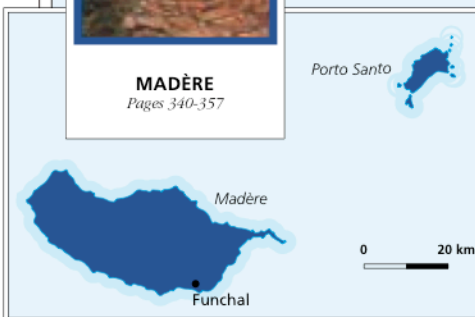 MADÈRE
Pages 340-357
Porto Santo
Madère
0 20 km
Funchal